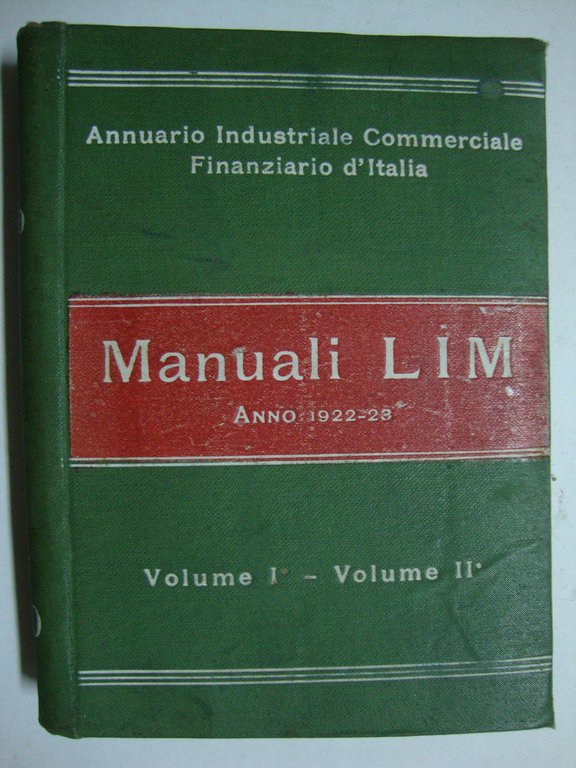 Annuario Industriale Commerciale
Finanziario d'Italia
Manuali LIM
ANNO 1922-23
Volume I° - Volume II°